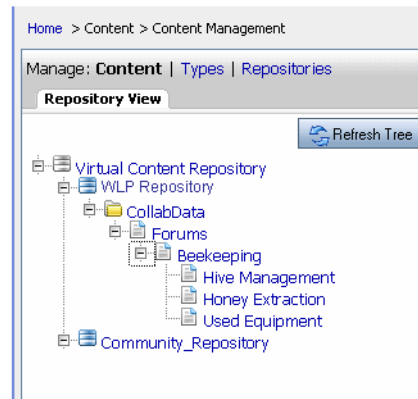 Home > Content > Content Management
Manage: Content | Types | Repositories
Repository View
Refresh Tree
Virtual Content Repository
WLP Repository
CollabData
Forums
Beekeeping
Hive Management
Honey Extraction
Used Equipment
Community_Repository